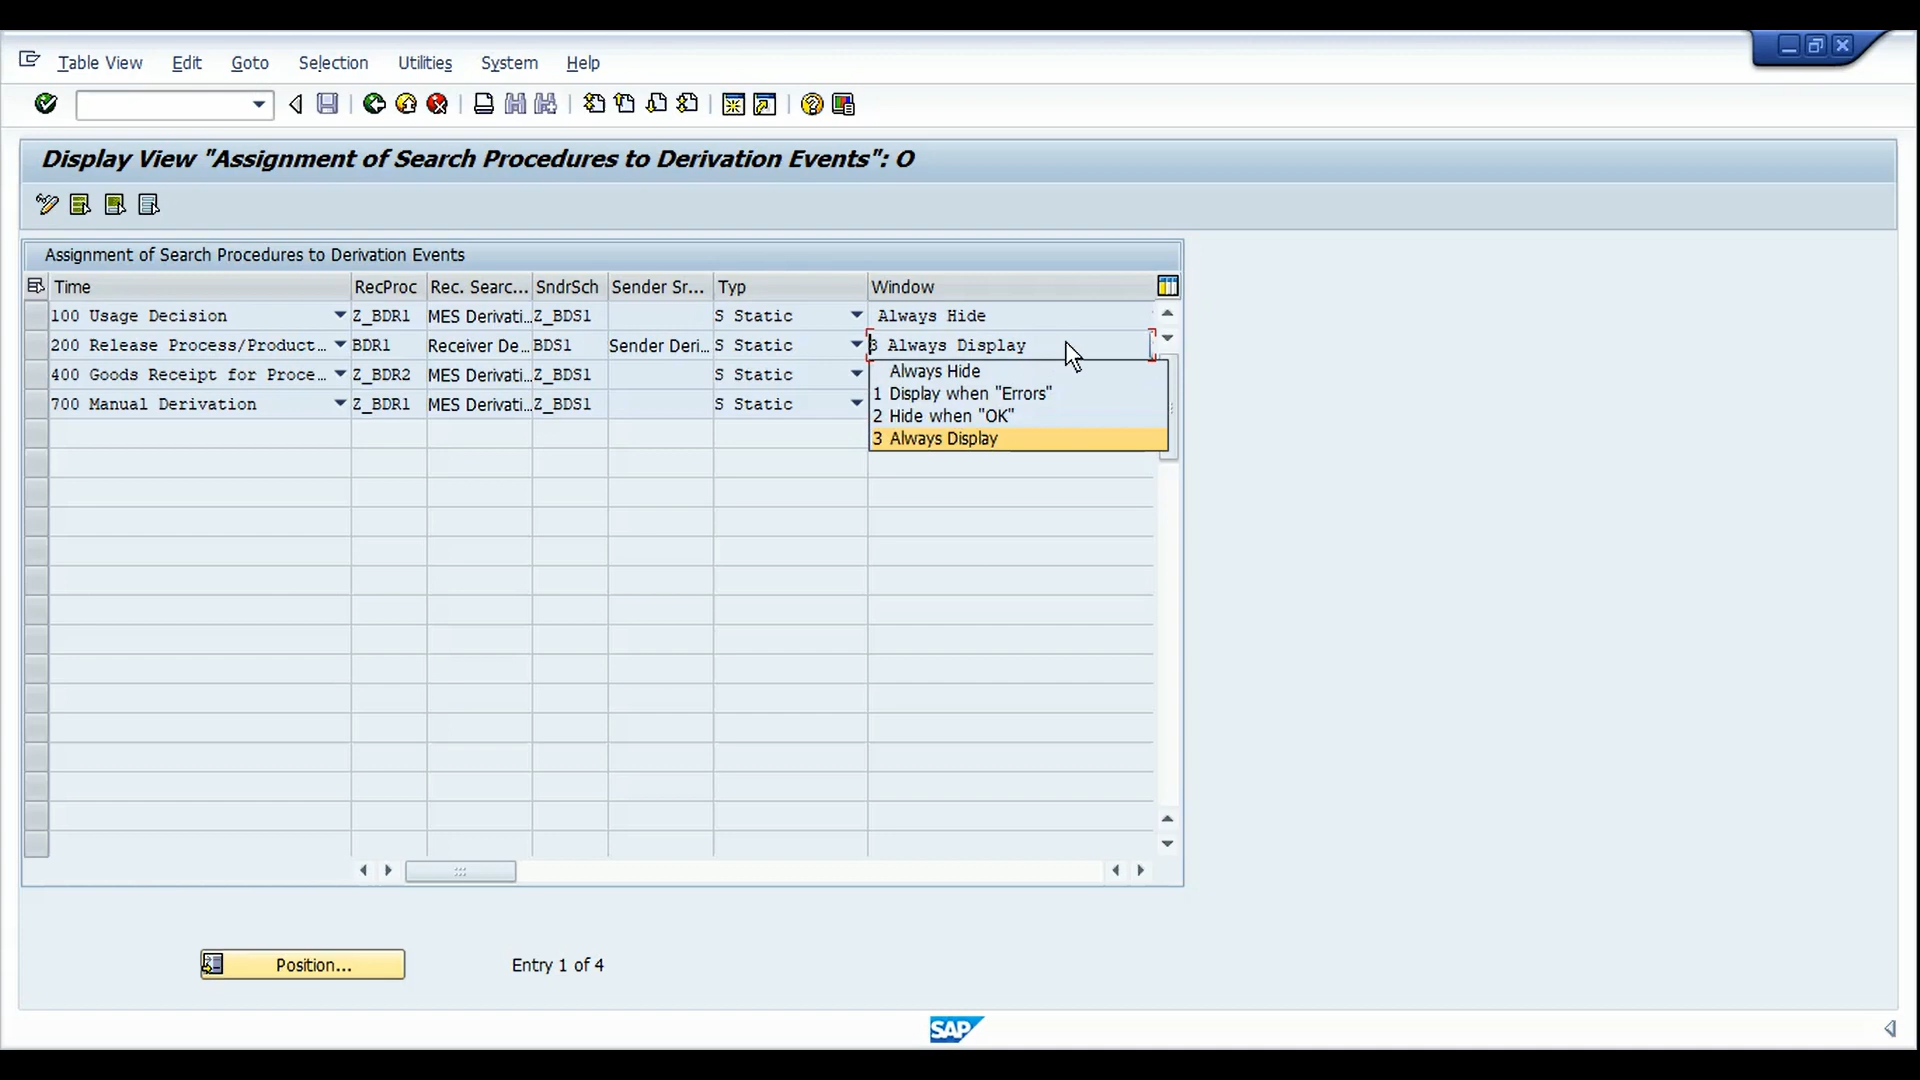 Table View Edit Goto Selection Utilities System Help
Display View "Assignment of Search Procedures to Derivation Events": O
Assignment of Search Procedures to Derivation Events
Time RecProc Rec. Searc... SndrSch Sender Sr... Typ Window
100 Usage Decision Z_BDR1 MES Derivati... Z_BDS1 S Static Always Hide
200 Release Process/Product... BDR1 Receiver De... BDS1 Sender Deri... S Static 3 Always Display
400 Goods Receipt for Proce... Z_BDR2 MES Derivati... Z_BDS1 S Static
700 Manual Derivation Z_BDR1 MES Derivati... Z_BDS1 S Static
Always Hide
1 Display when "Errors"
2 Hide when "OK"
3 Always Display
Position... Entry 1 of 4
SAP